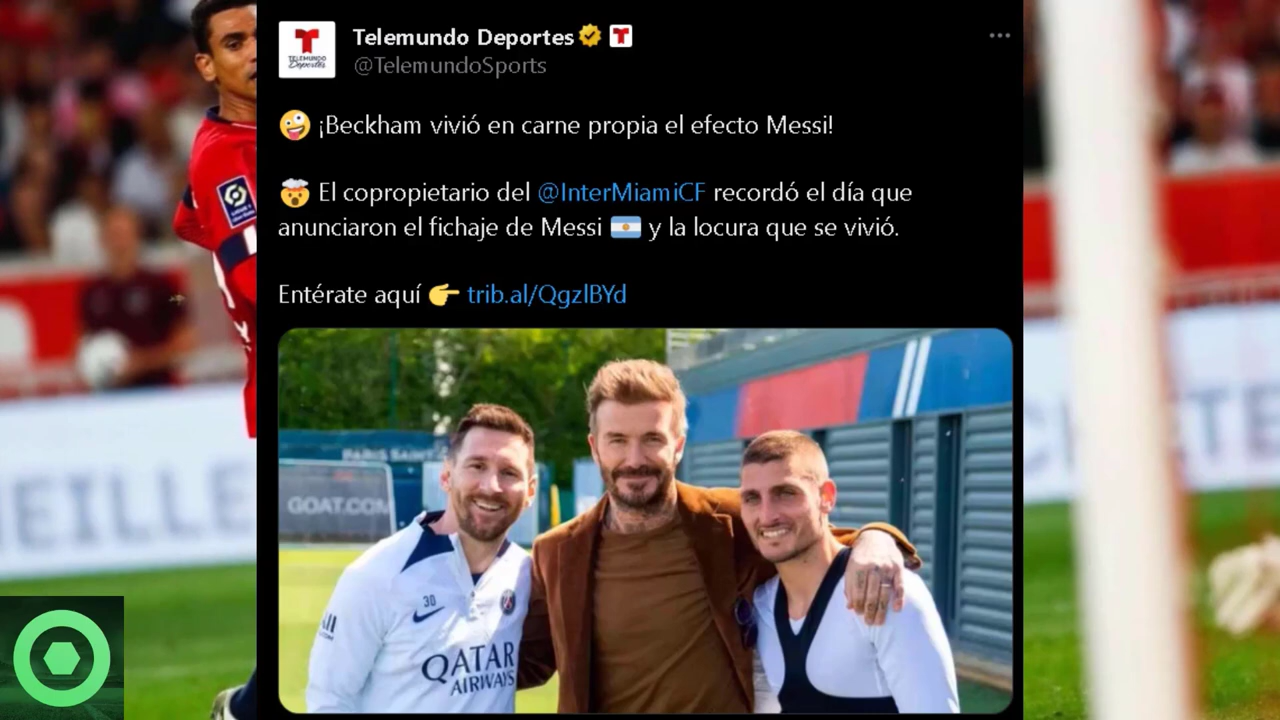 Telemundo Deportes
@TelemundoSports
TELEMUNDO
Deportes
🤪 ¡Beckham vivió en carne propia el efecto Messi!
🤯 El copropietario del @InterMiamiCF recordó el día que
anunciaron el fichaje de Messi 🇦🇷 y la locura que se vivió.
Entérate aquí 👉 trib.al/QgzlBYd
PARIS SAINT
GOAT.COM
30
QATAR
AIRWAYS